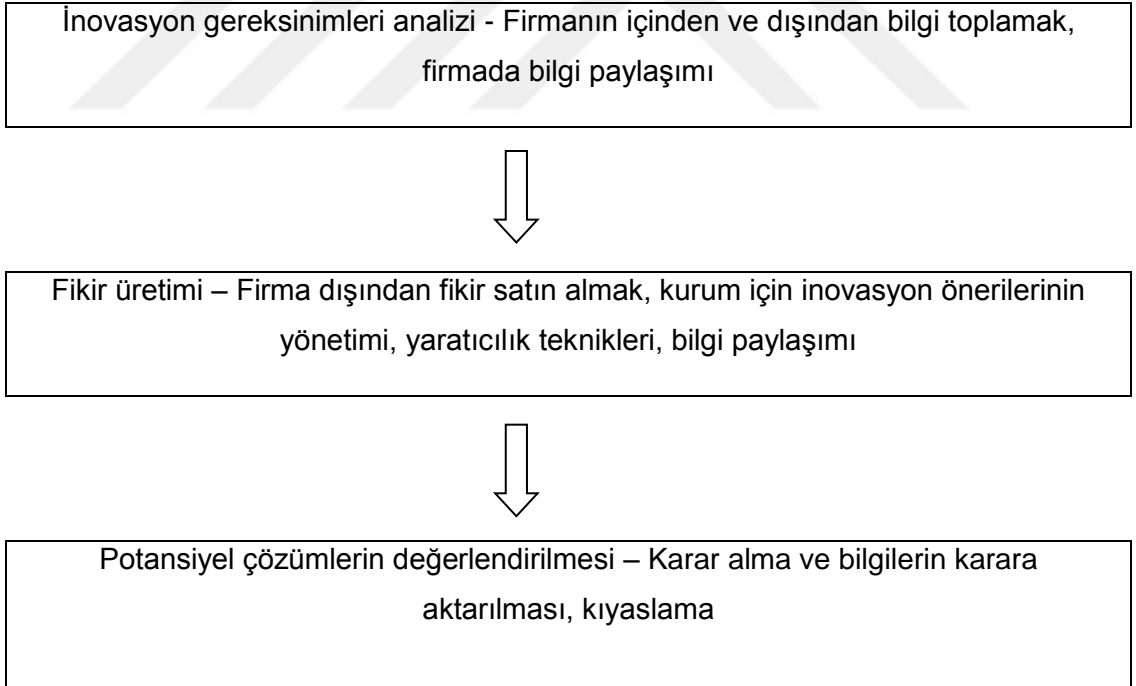 İnovasyon gereksinimleri analizi - Firmanın içinden ve dışından bilgi toplamak,
firmada bilgi paylaşımı
Fikir üretimi – Firma dışından fikir satın almak, kurum için inovasyon önerilerinin
yönetimi, yaratıcılık teknikleri, bilgi paylaşımı
Potansiyel çözümlerin değerlendirilmesi – Karar alma ve bilgilerin karara
aktarılması, kıyaslama